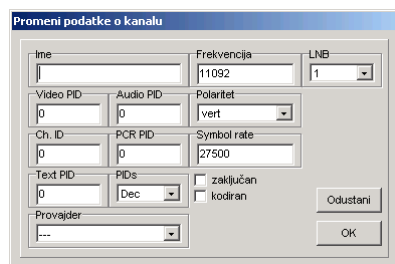 Promeni podatke o kanalu
Ime Frekvencija LNB
11092 1
Video PID Audio PID Polaritet
0 0 vert
Ch. ID PCR PID Symbol rate
0 0 27500
Text PID PIDs zaključan
0 Dec kodiran
Odustani
Provajder
--- OK